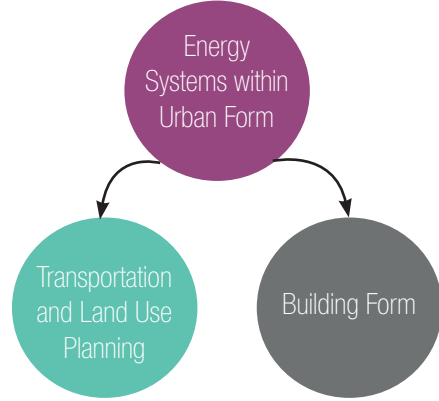 Energy
Systems within
Urban Form
Transportation
and Land Use
Planning
Building Form